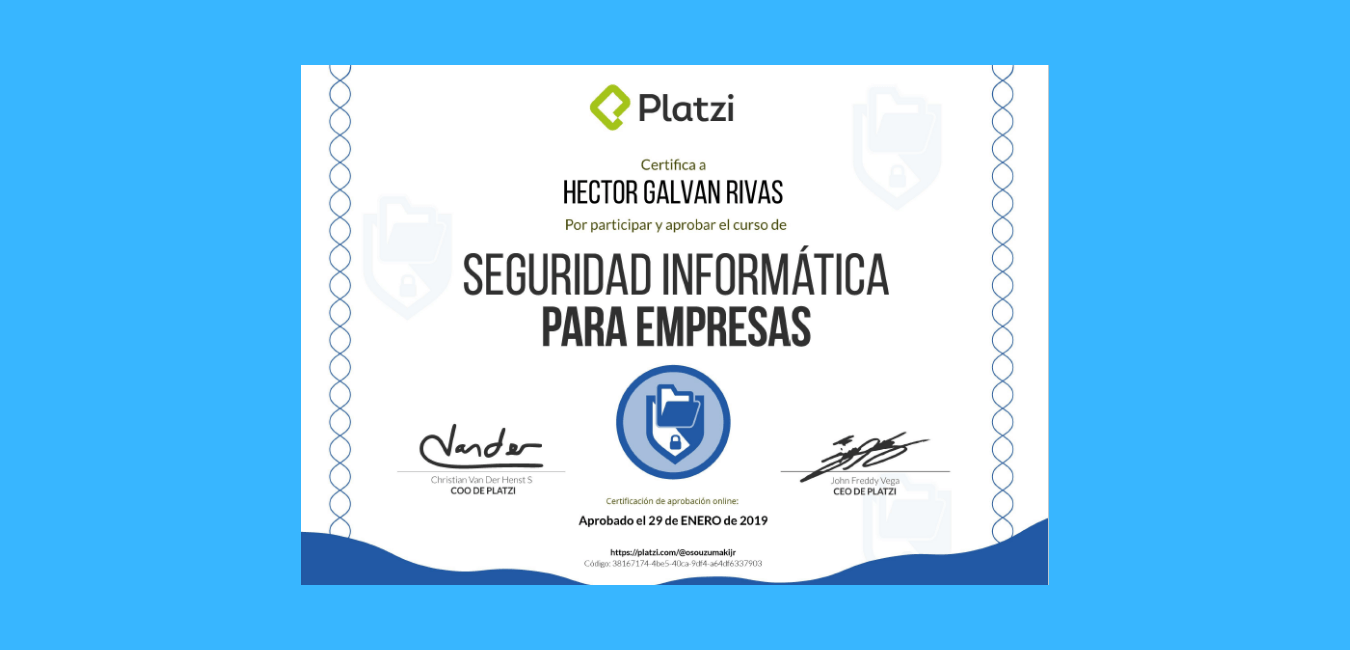 Platzi
Certifica a
HECTOR GALVAN RIVAS
Por participar y aprobar el curso de
SEGURIDAD INFORMÁTICA
PARA EMPRESAS
Vander
Christian Van Der Henst S
COO DE PLATZI
John Freddy Vega
CEO DE PLATZI
Certificación de aprobación online:
Aprobado el 29 de ENERO de 2019
https://platzi.com/@osouzumakijr
Código: 38167174-4be5-40ca-9df4-a64df6337903